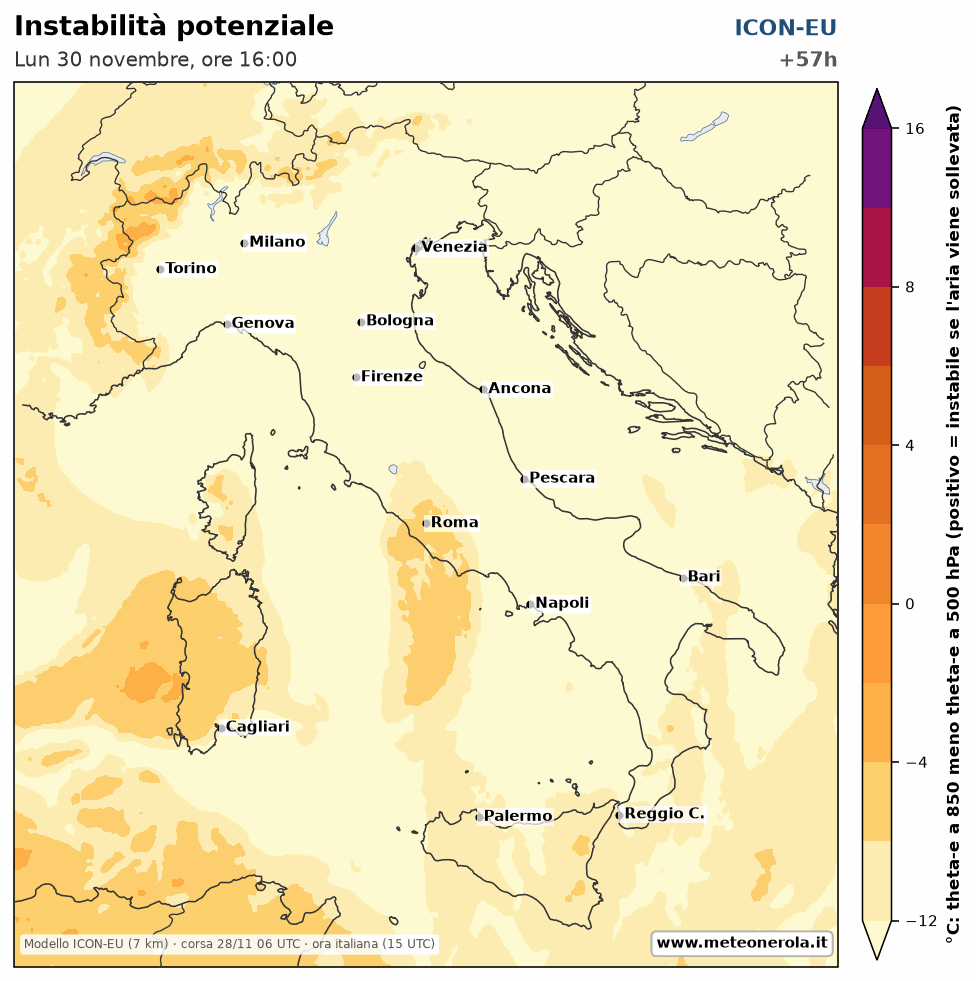 Instabilità potenziale
ICON-EU
Lun 30 novembre, ore 16:00
+57h
16
8
4
0
−4
−12
°C: theta-e a 850 meno theta-e a 500 hPa (positivo = instabile se l'aria viene sollevata)
Milano
Venezia
Torino
Genova
Bologna
Firenze
Ancona
Pescara
Roma
Bari
Napoli
Cagliari
Palermo
Reggio C.
Modello ICON-EU (7 km) · corsa 28/11 06 UTC · ora italiana (15 UTC)
www.meteonerola.it